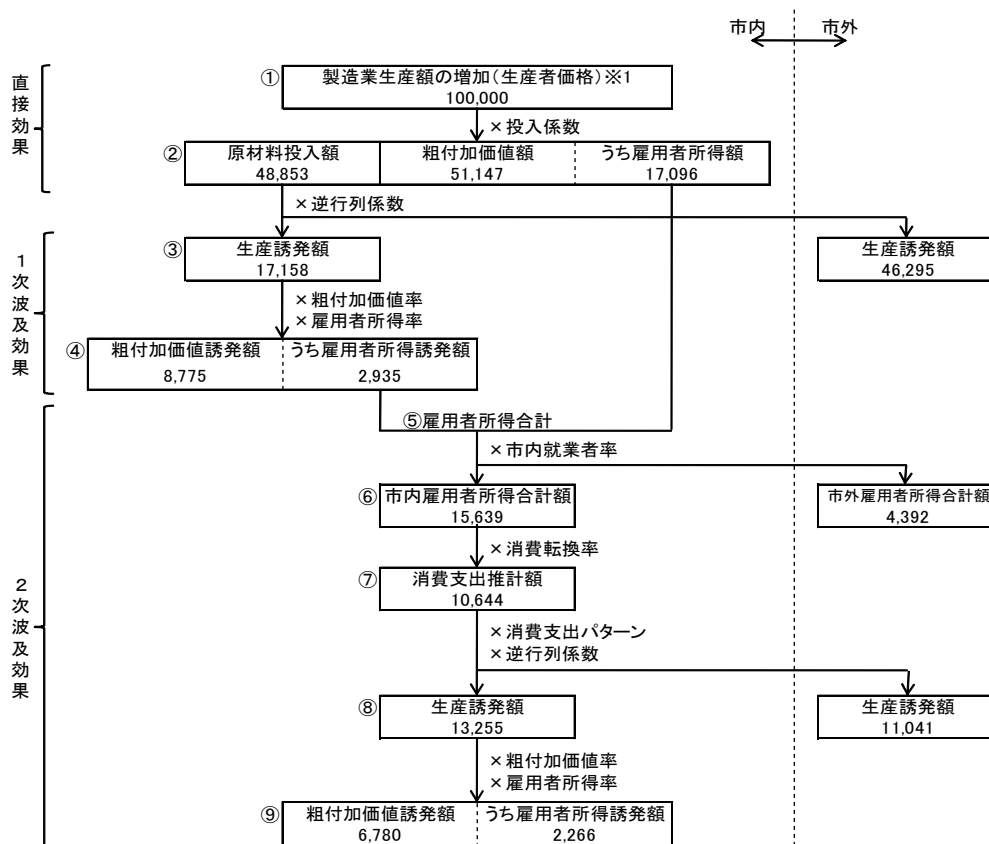 市内 市外
直接効果
① 製造業生産額の増加(生産者価格)※1
100,000
×投入係数
② 原材料投入額 粗付加価値額 うち雇用者所得額
48,853 51,147 17,096
×逆行列係数
1次波及効果
③ 生産誘発額 生産誘発額
17,158 46,295
×粗付加価値率
×雇用者所得率
④ 粗付加価値誘発額 うち雇用者所得誘発額
8,775 2,935
2次波及効果
⑤雇用者所得合計
×市内就業者率
⑥ 市内雇用者所得合計額 市外雇用者所得合計額
15,639 4,392
×消費転換率
⑦ 消費支出推計額
10,644
×消費支出パターン
×逆行列係数
⑧ 生産誘発額 生産誘発額
13,255 11,041
×粗付加価値率
×雇用者所得率
⑨ 粗付加価値誘発額 うち雇用者所得誘発額
6,780 2,266